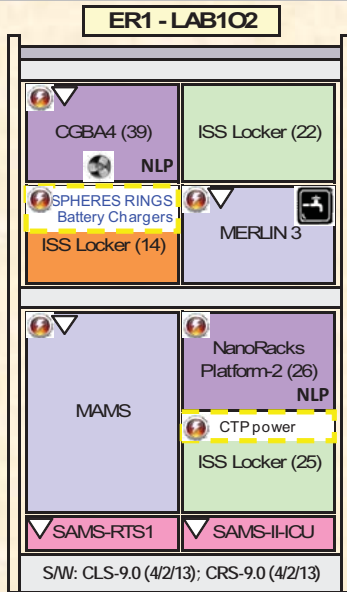 ER1 - LAB1O2
CGBA4 (39)
NLP
ISS Locker (22)
SPHERES RINGS
Battery Chargers
ISS Locker (14)
MERLIN 3
MAMS
NanoRacks
Platform-2 (26)
NLP
CTP power
ISS Locker (25)
SAMS-RTS1
SAMS-II-ICU
S/W: CLS-9.0 (4/2/13); CRS-9.0 (4/2/13)